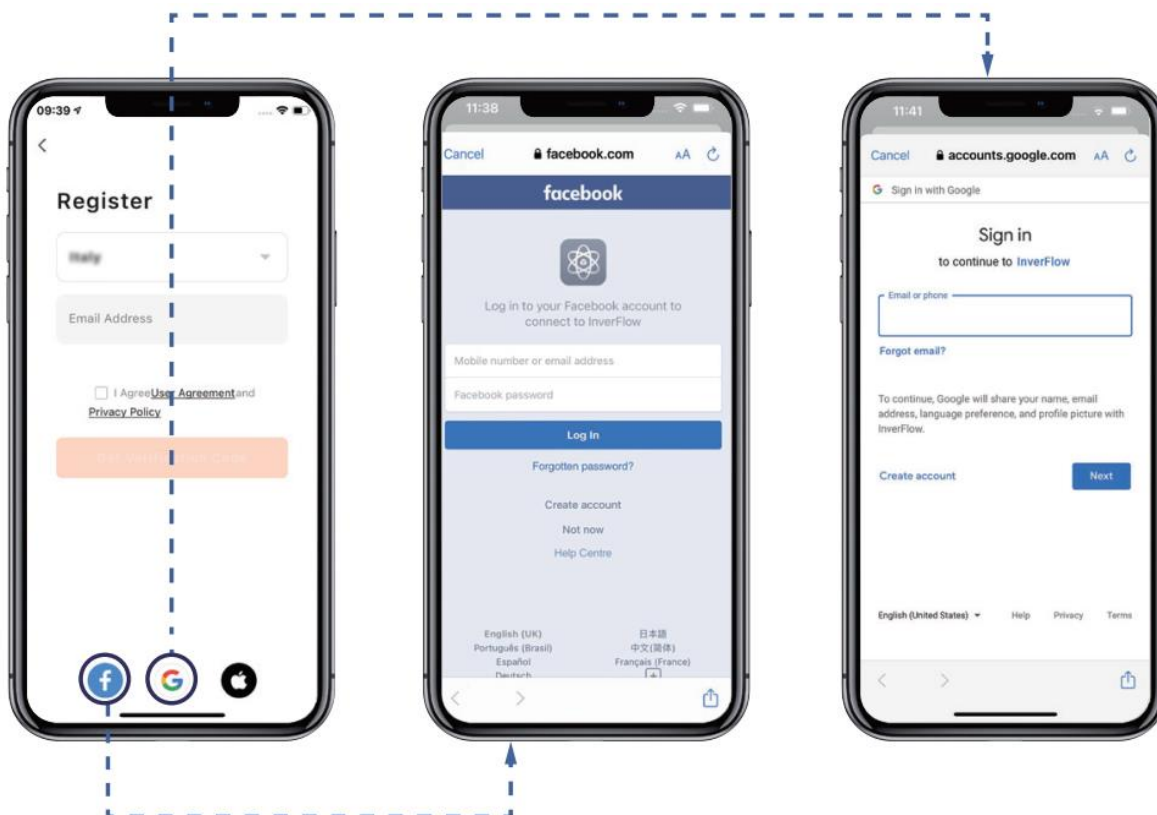 09:39
Register
Italy
Email Address
I AgreeUser Agreementand
Privacy Policy
11:38
Cancel
facebook.com
AA
facebook
Log in to your Facebook account to
connect to InverFlow
Mobile number or email address
Facebook password
Log In
Forgotten password?
Create account
Not now
Help Centre
English (UK)
日本語
Português (Brasil)
中文(简体)
Español
Français (France)
Deutsch
11:41
Cancel
accounts.google.com
AA
Sign in with Google
Sign in
to continue to InverFlow
Email or phone
Forgot email?
To continue, Google will share your name, email
address, language preference, and profile picture with
InverFlow.
Create account
Next
English (United States)
Help
Privacy
Terms